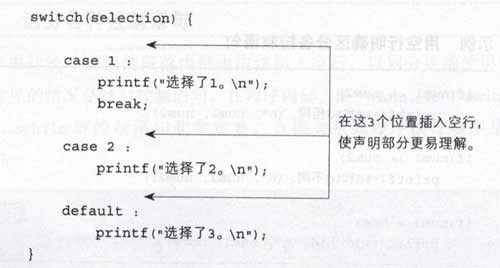 switch(selection) {
case 1 :
printf("选择了1。\n");
break;
在这3个位置插入空行，
使声明部分更易理解。
case 2 :
printf("选择了2。\n");
default :
printf("选择了3。\n");
}